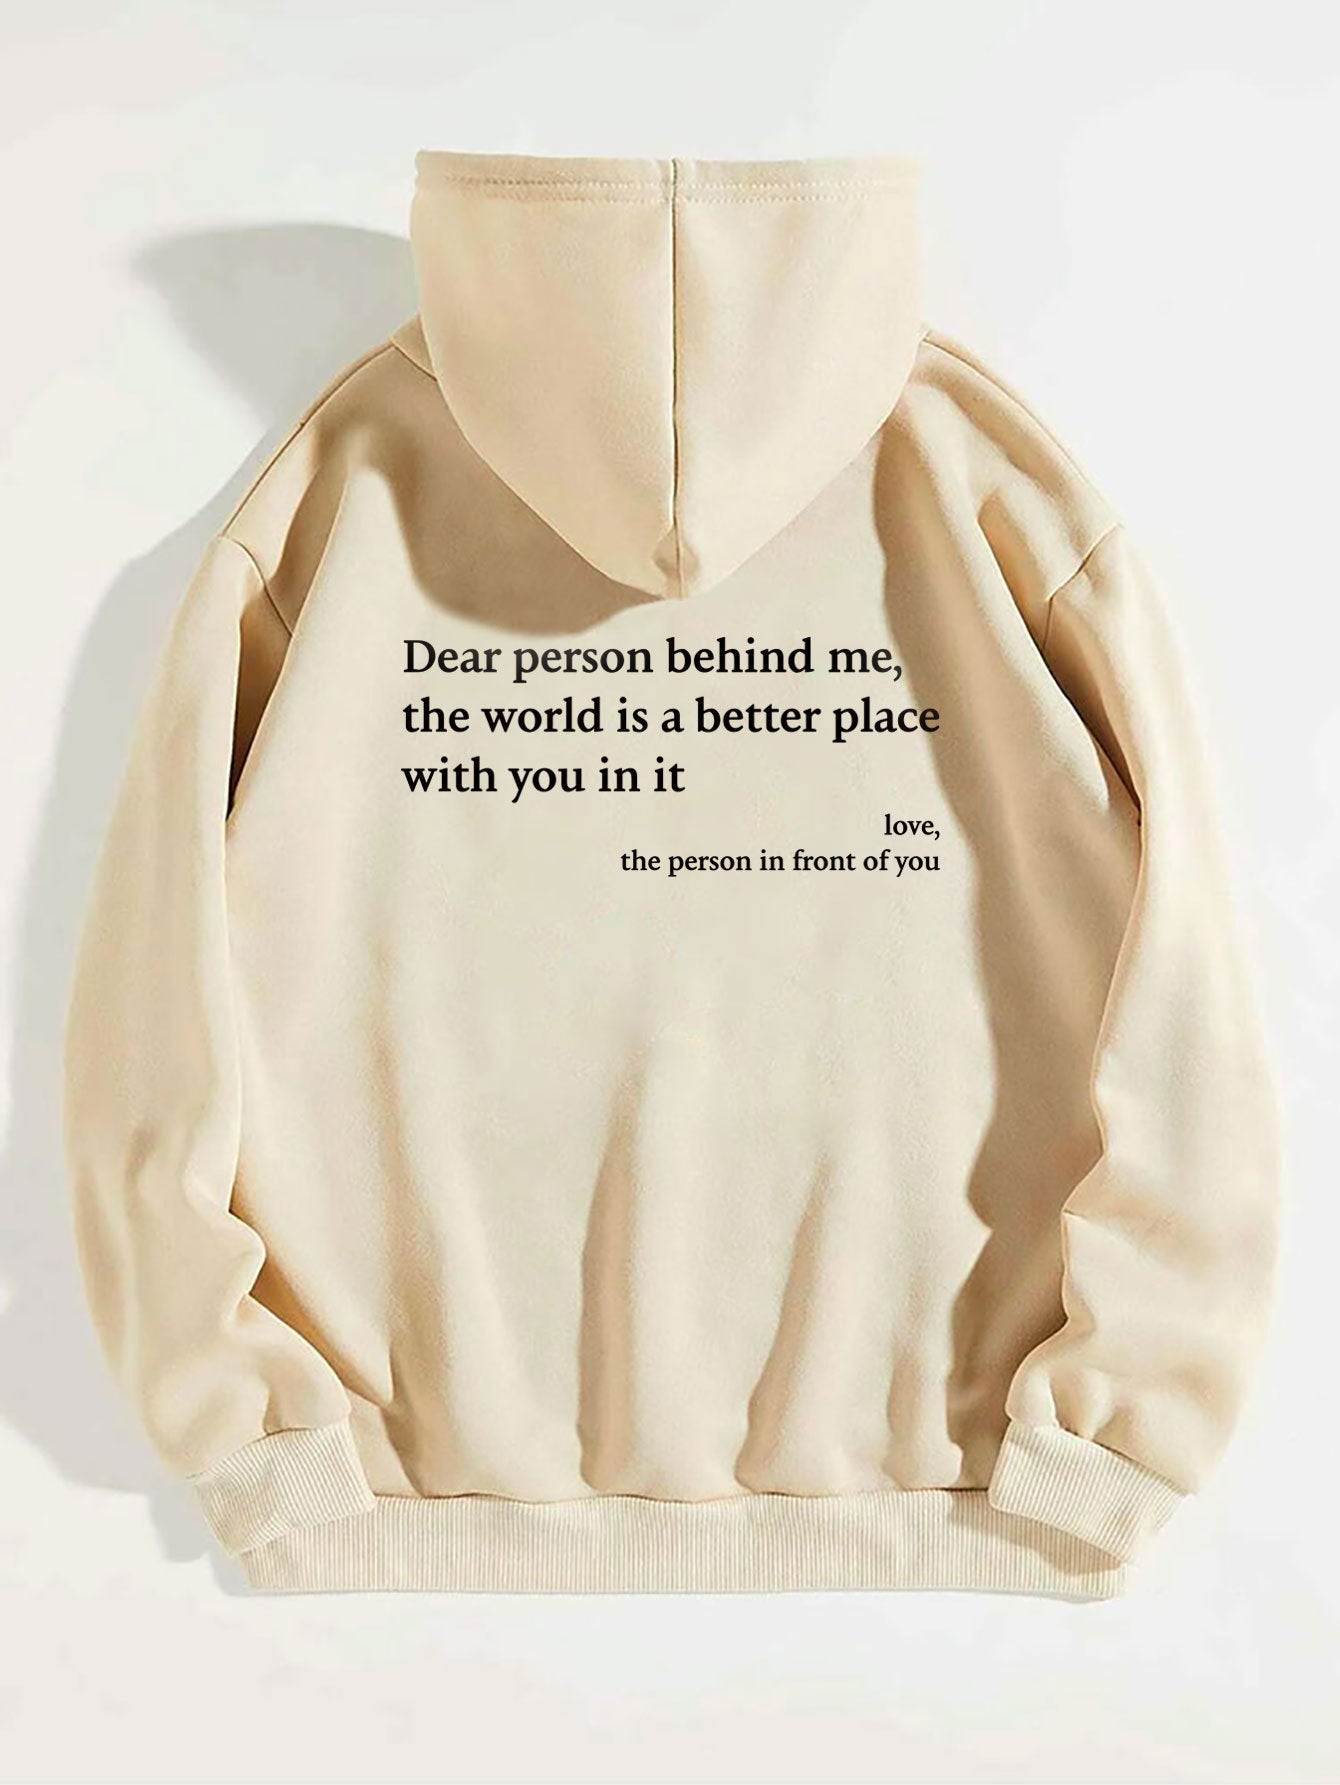 Dear person behind me,
the world is a better place
with you in it
love,
the person in front of you